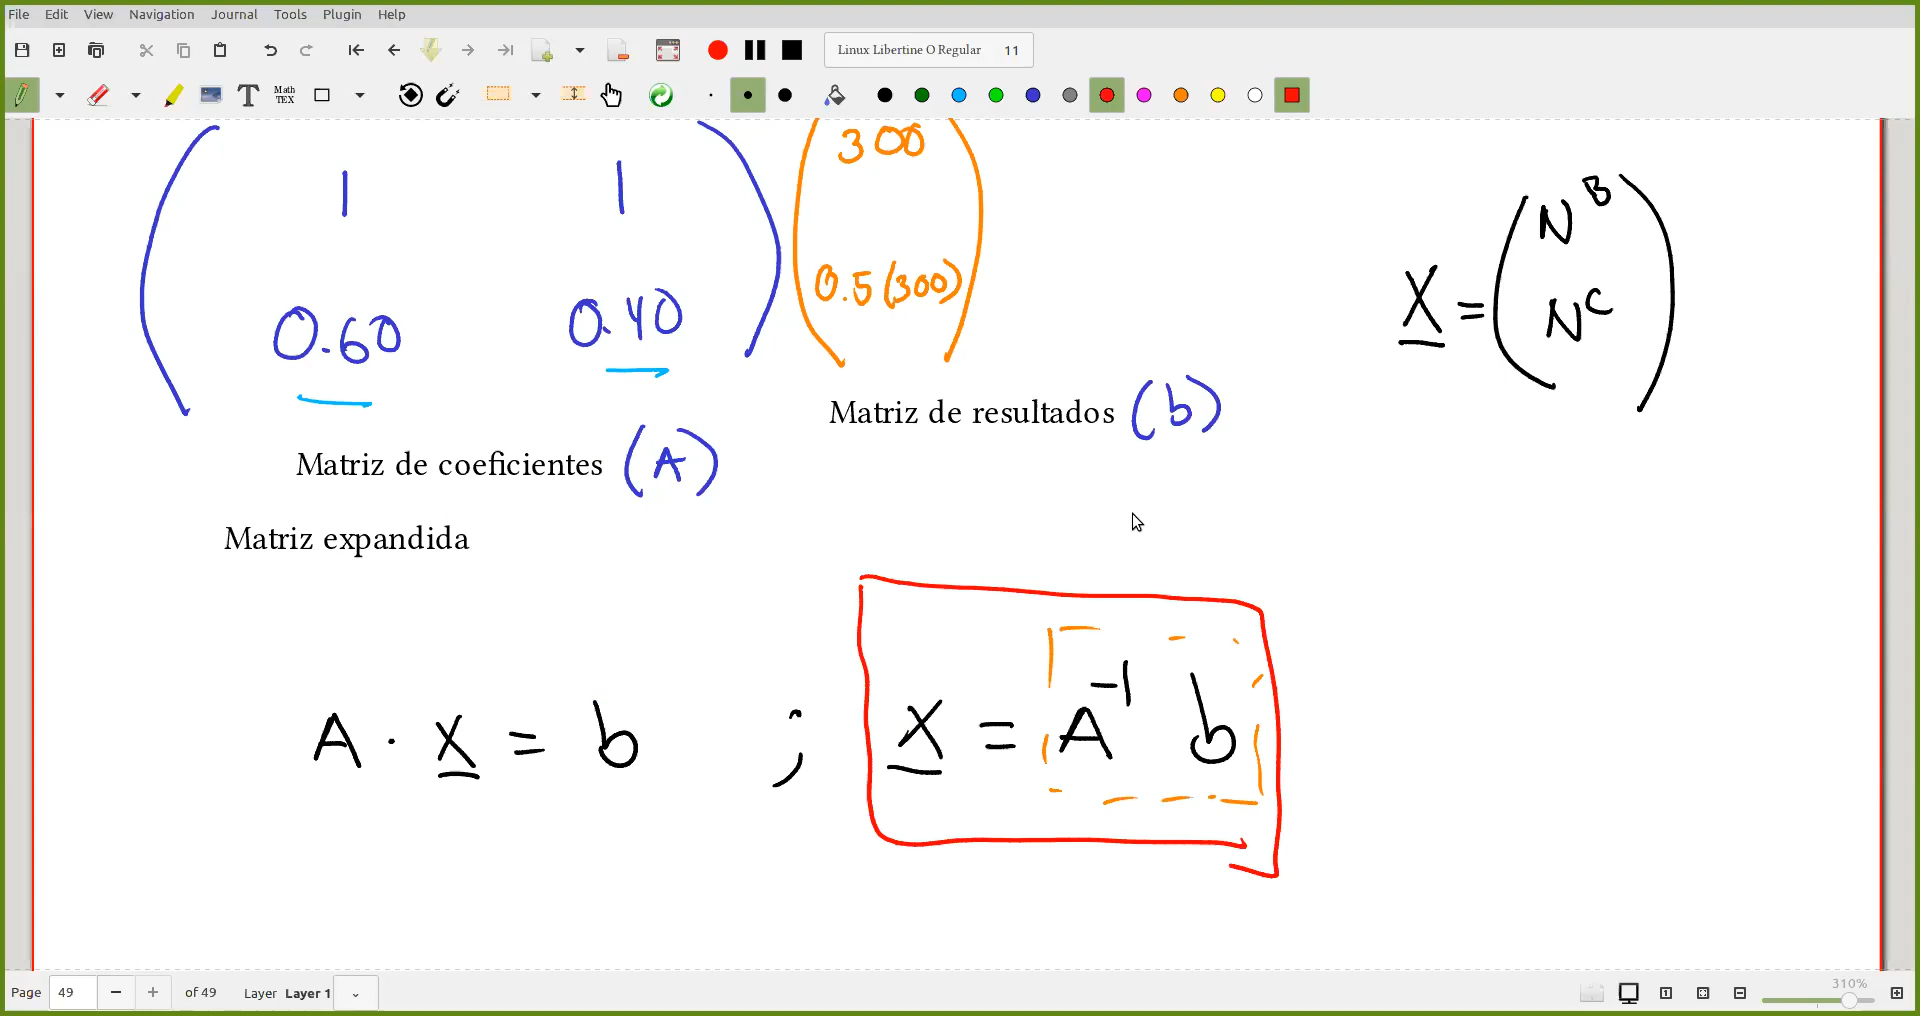 File Edit View Navigation Journal Tools Plugin Help
Linux Libertine O Regular 11
T Math TEX
300
1 1
N^B
0.5(300)
0.60 0.40
X = N^C
Matriz de resultados (b)
Matriz de coeficientes (A)
Matriz expandida
A · X = b ; X = A^-1 b
Page 49 − + of 49 Layer Layer 1 310%